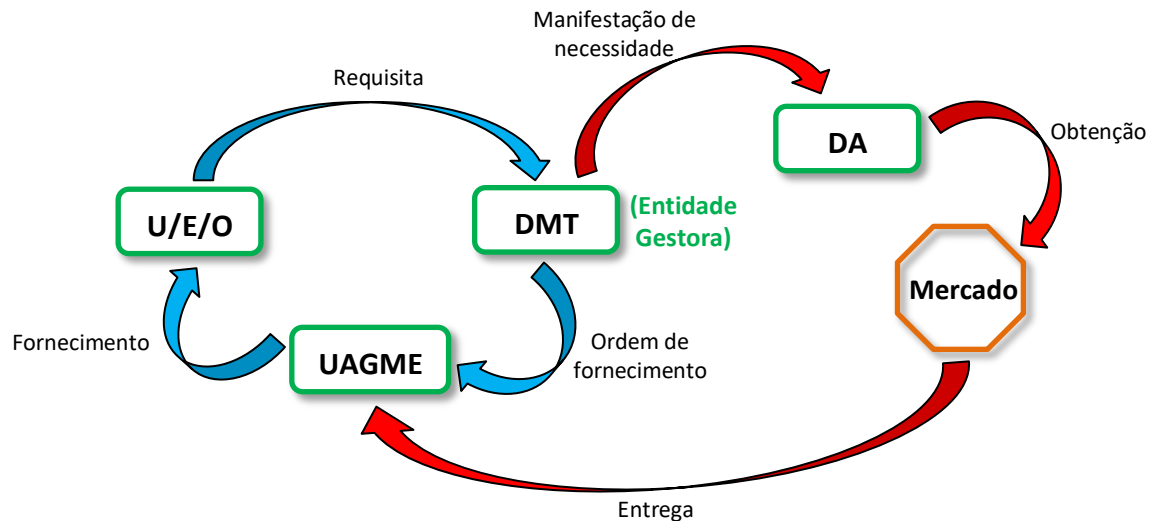 Manifestação de
necessidade
Requisita
DA
Obtenção
U/E/O
DMT
(Entidade
Gestora)
Mercado
Fornecimento
UAGME
Ordem de
fornecimento
Entrega